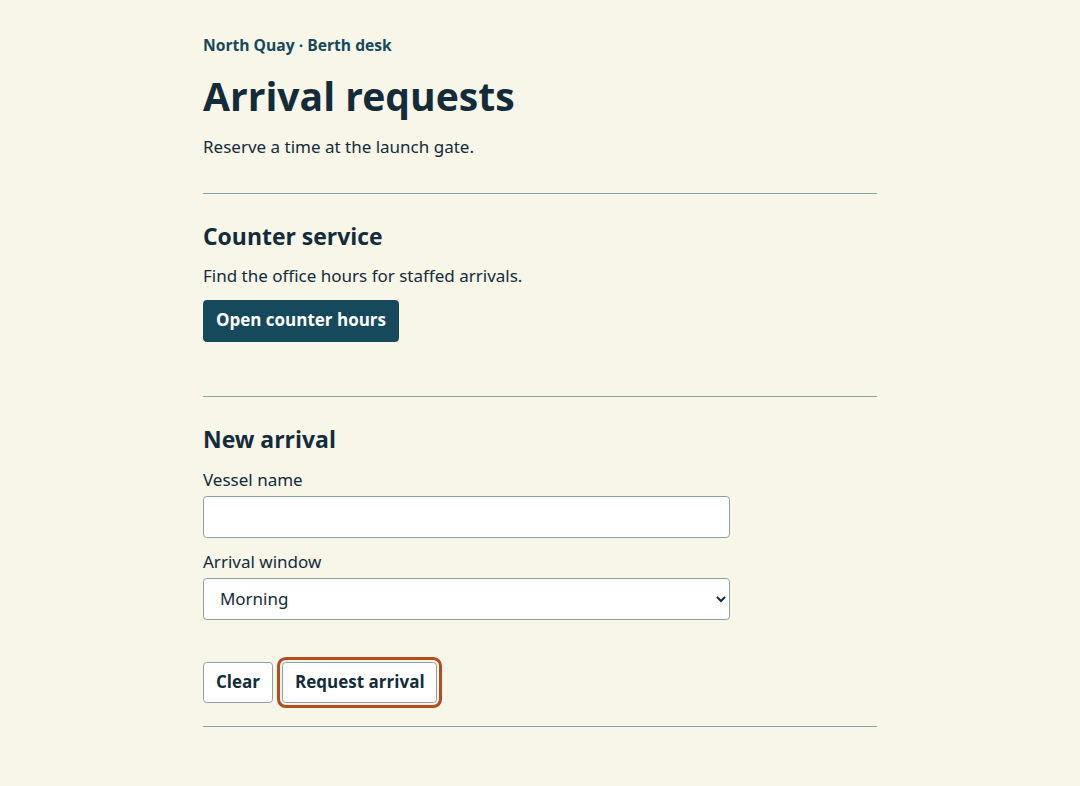 North Quay · Berth desk
Arrival requests
Reserve a time at the launch gate.
Counter service
Find the office hours for staffed arrivals.
Open counter hours
New arrival
Vessel name
Arrival window
Morning
Clear Request arrival